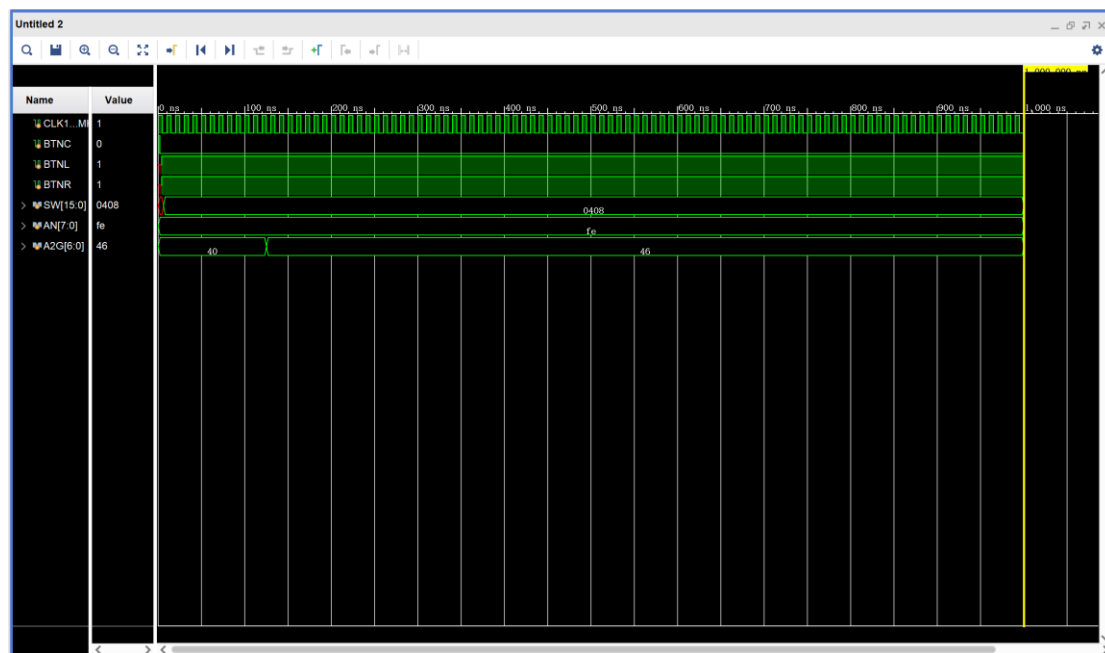 Untitled 2
Name Value
0 ns 100 ns 200 ns 300 ns 400 ns 500 ns 600 ns 700 ns 800 ns 900 ns 1,000 ns
CLK1...MH 1
BTNC 0
BTNL 1
BTNR 1
SW[15:0] 0408 0408
AN[7:0] fe fe
A2G[6:0] 46 40 46